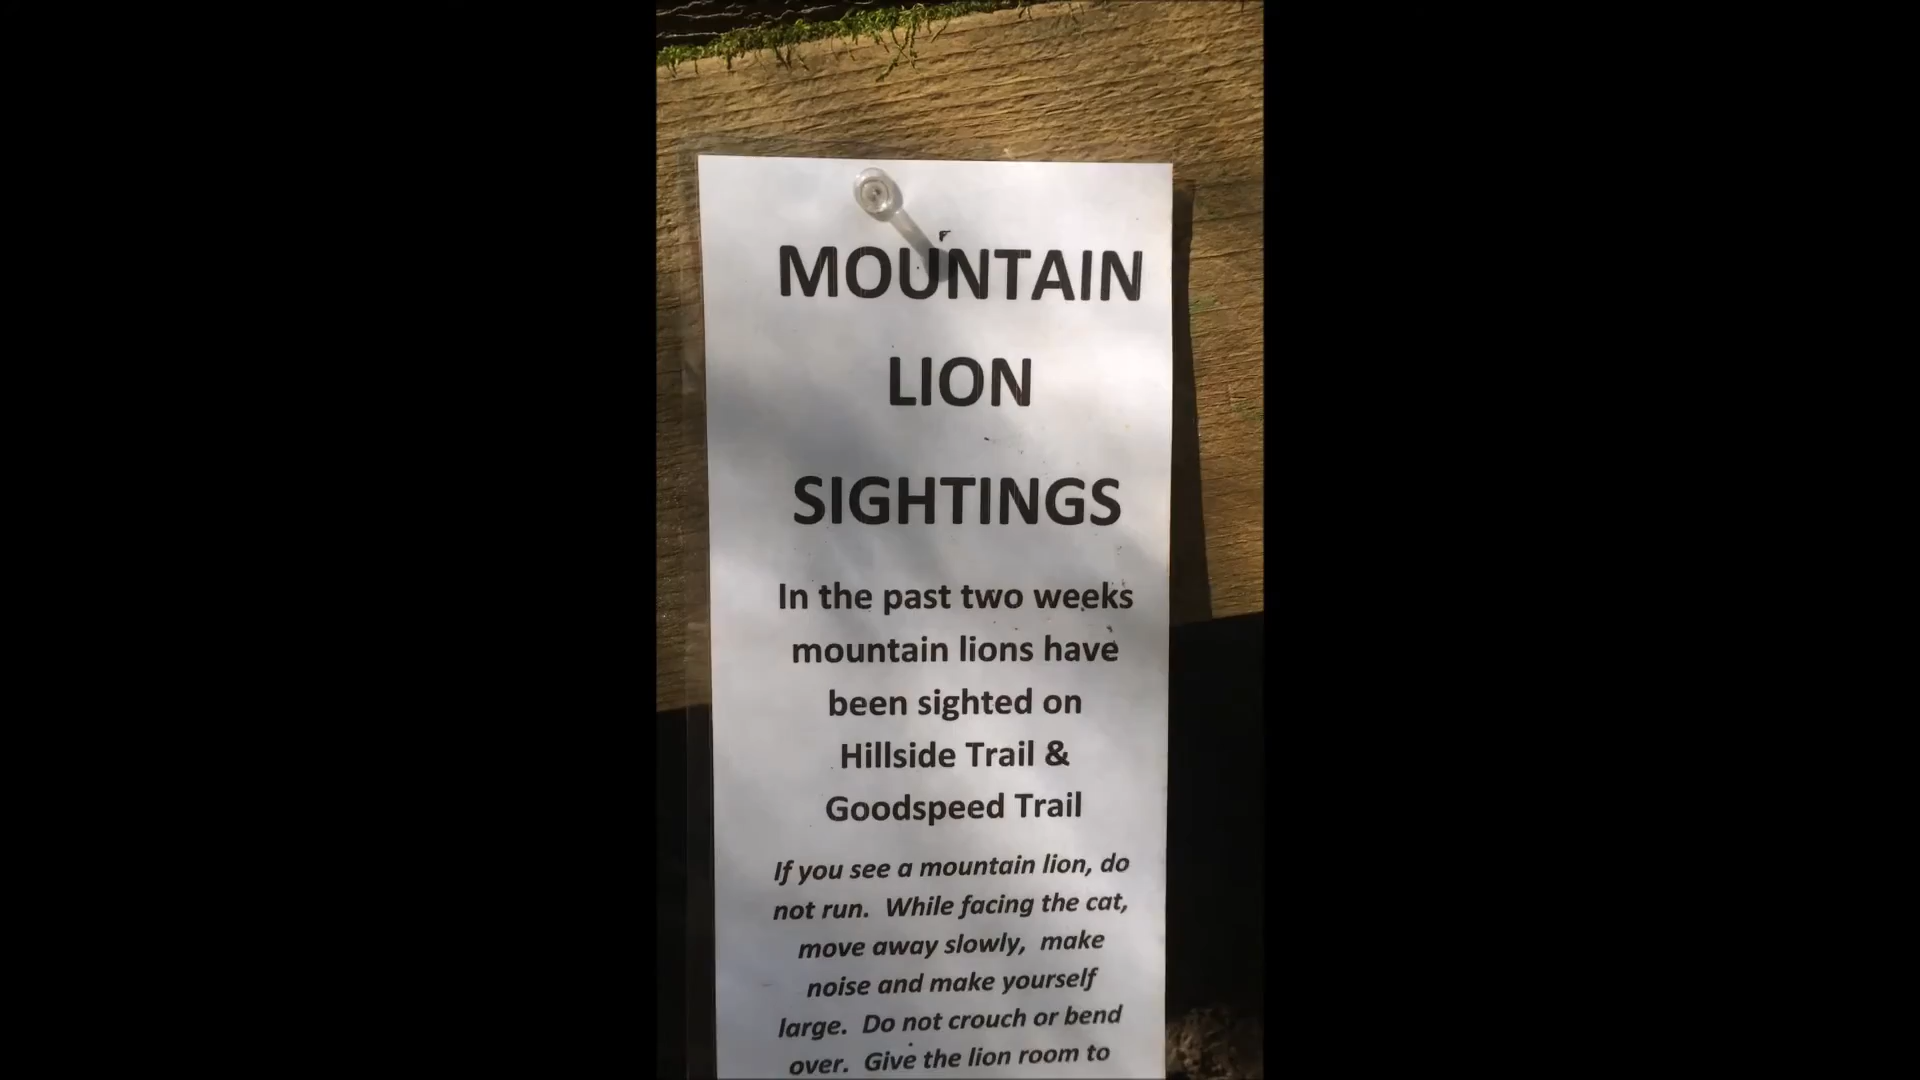 MOUNTAIN
LION
SIGHTINGS
In the past two weeks
mountain lions have
been sighted on
Hillside Trail &
Goodspeed Trail
If you see a mountain lion, do
not run.  While facing the cat,
move away slowly,  make
noise and make yourself
large.  Do not crouch or bend
over.  Give the lion room to